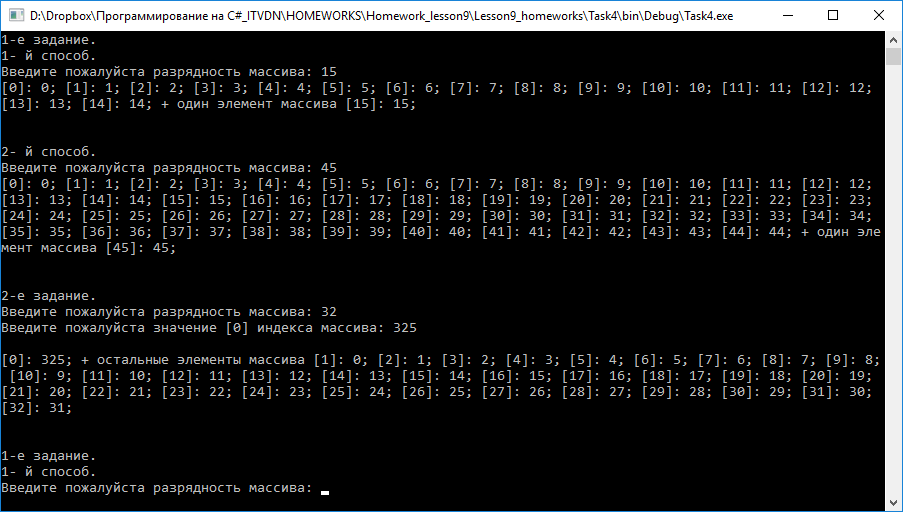 D:\Dropbox\Программирование на C#_ITVDN\HOMEWORKS\Homework_lesson9\Lesson9_homeworks\Task4\bin\Debug\Task4.exe
1-е задание.
1- й способ.
Введите пожалуйста разрядность массива: 15
[0]: 0; [1]: 1; [2]: 2; [3]: 3; [4]: 4; [5]: 5; [6]: 6; [7]: 7; [8]: 8; [9]: 9; [10]: 10; [11]: 11; [12]: 12;
[13]: 13; [14]: 14; + один элемент массива [15]: 15;
2- й способ.
Введите пожалуйста разрядность массива: 45
[0]: 0; [1]: 1; [2]: 2; [3]: 3; [4]: 4; [5]: 5; [6]: 6; [7]: 7; [8]: 8; [9]: 9; [10]: 10; [11]: 11; [12]: 12;
[13]: 13; [14]: 14; [15]: 15; [16]: 16; [17]: 17; [18]: 18; [19]: 19; [20]: 20; [21]: 21; [22]: 22; [23]: 23;
[24]: 24; [25]: 25; [26]: 26; [27]: 27; [28]: 28; [29]: 29; [30]: 30; [31]: 31; [32]: 32; [33]: 33; [34]: 34;
[35]: 35; [36]: 36; [37]: 37; [38]: 38; [39]: 39; [40]: 40; [41]: 41; [42]: 42; [43]: 43; [44]: 44; + один эле
мент массива [45]: 45;
2-е задание.
Введите пожалуйста разрядность массива: 32
Введите пожалуйста значение [0] индекса массива: 325
[0]: 325; + остальные элементы массива [1]: 0; [2]: 1; [3]: 2; [4]: 3; [5]: 4; [6]: 5; [7]: 6; [8]: 7; [9]: 8;
[10]: 9; [11]: 10; [12]: 11; [13]: 12; [14]: 13; [15]: 14; [16]: 15; [17]: 16; [18]: 17; [19]: 18; [20]: 19;
[21]: 20; [22]: 21; [23]: 22; [24]: 23; [25]: 24; [26]: 25; [27]: 26; [28]: 27; [29]: 28; [30]: 29; [31]: 30;
[32]: 31;
1-е задание.
1- й способ.
Введите пожалуйста разрядность массива: